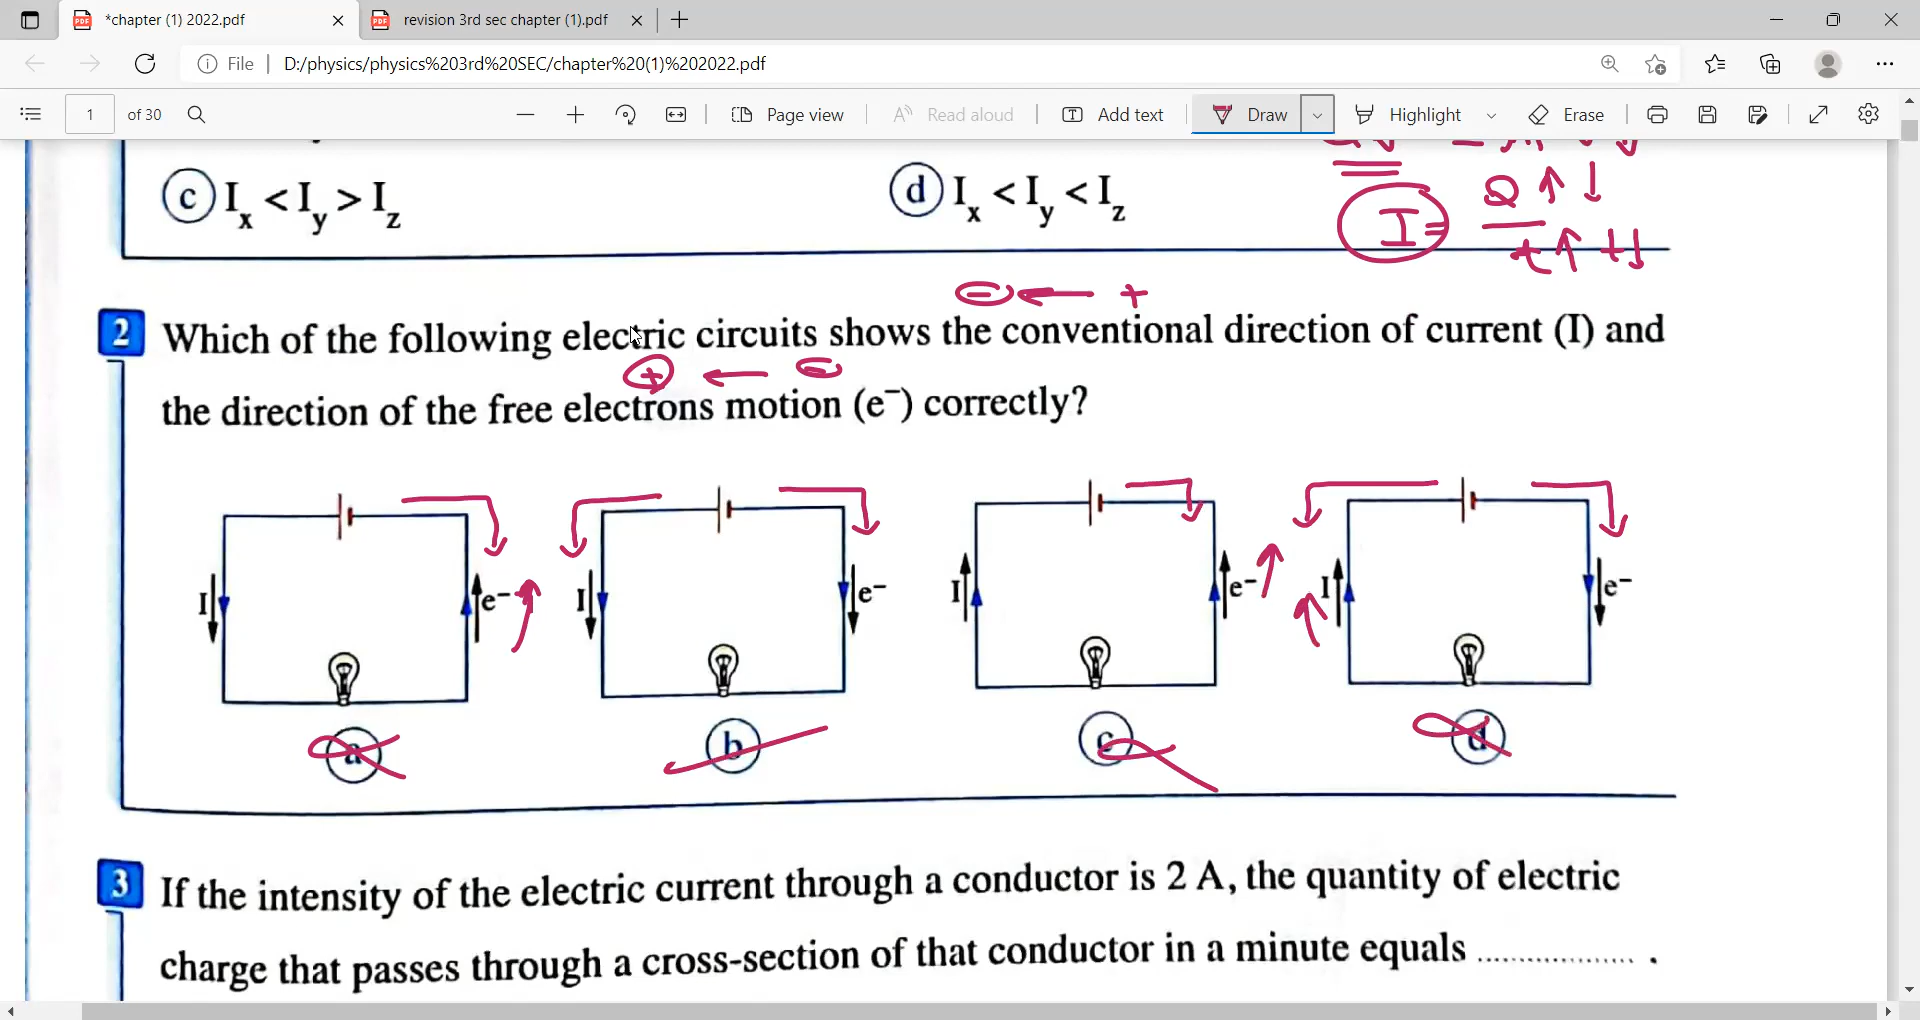 *chapter (1) 2022.pdf
revision 3rd sec chapter (1).pdf
File
D:/physics/physics%203rd%20SEC/chapter%20(1)%202022.pdf
1 of 30
Page view
Read aloud
Add text
Draw
Highlight
Erase
c Ix < Iy > Iz
d Ix < Iy < Iz
I = Q ↑ ↓
t ↑ t ↓
− ← +
2 Which of the following electric circuits shows the conventional direction of current (I) and
+ ← −
the direction of the free electrons motion (e⁻) correctly?
I e⁻ I e⁻ I e⁻ I e⁻
a b c d
3 If the intensity of the electric current through a conductor is 2 A, the quantity of electric
charge that passes through a cross-section of that conductor in a minute equals .................. .